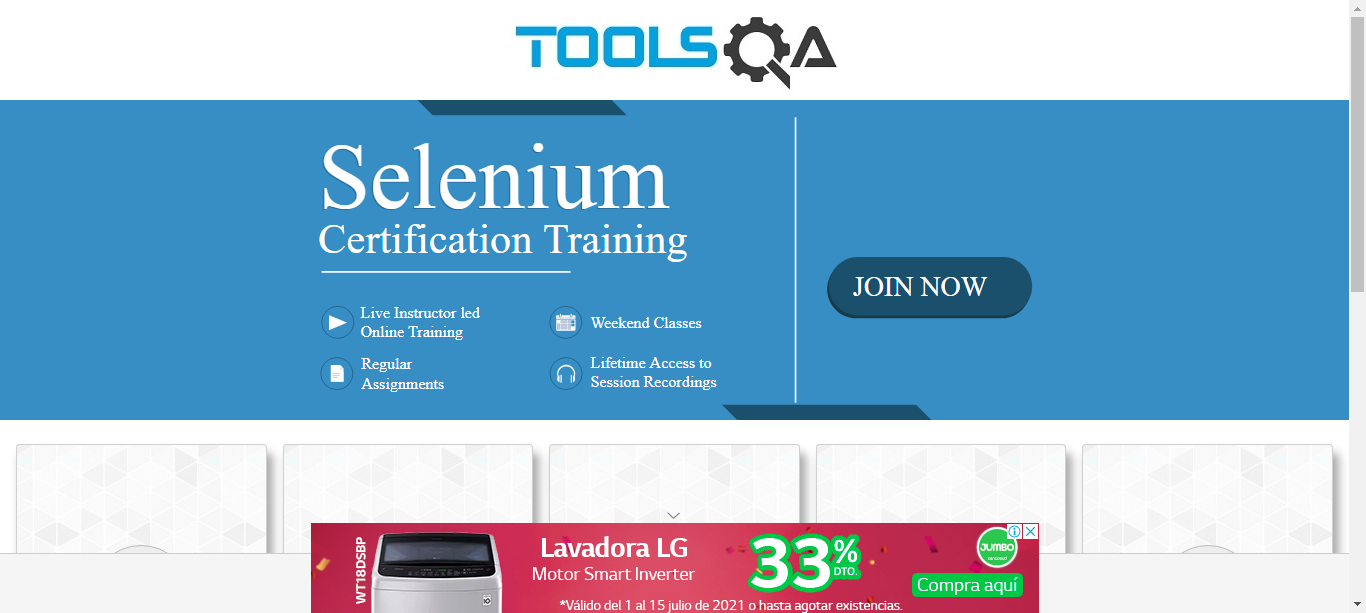 TOOLSQA
Selenium
Certification Training
JOIN NOW
Live Instructor led
Online Training
Weekend Classes
Regular
Assignments
Lifetime Access to
Session Recordings
WT18DSBP
Lavadora LG
Motor Smart Inverter
33%
DTO.
JUMBO
Compra aquí
*Válido del 1 al 15 julio de 2021 o hasta agotar existencias.